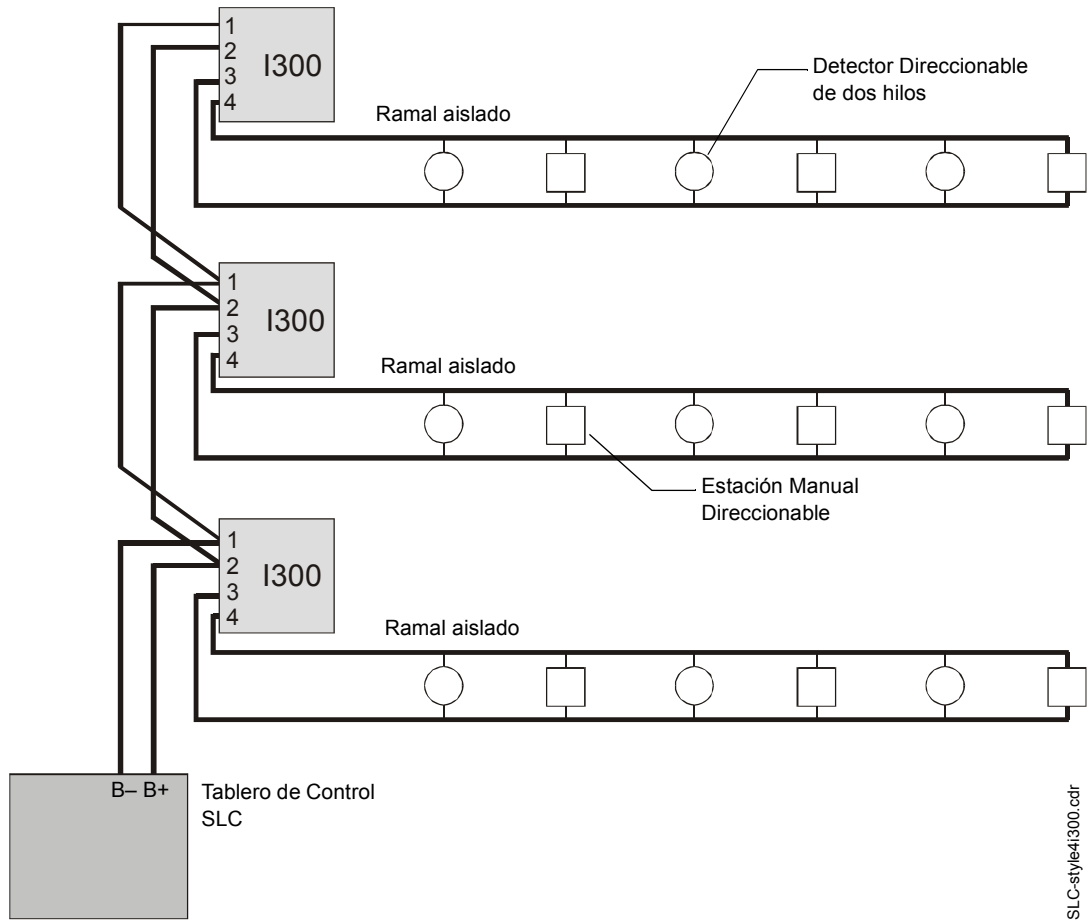 1
2
3
4
I300
Detector Direccionable
de dos hilos
Ramal aislado
1
2
3
4
I300
Ramal aislado
Estación Manual
Direccionable
1
2
3
4
I300
Ramal aislado
B– B+
Tablero de Control
SLC
SLC-style4i300.cdr